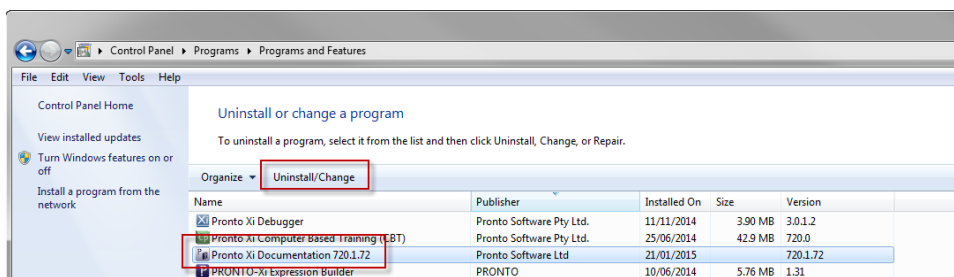 Control Panel ▸ Programs ▸ Programs and Features
File Edit View Tools Help
Control Panel Home
View installed updates
Turn Windows features on or
off
Install a program from the
network
Uninstall or change a program
To uninstall a program, select it from the list and then click Uninstall, Change, or Repair.
Organize Uninstall/Change
Name Publisher Installed On Size Version
Pronto Xi Debugger Pronto Software Pty Ltd. 11/11/2014 3.90 MB 3.0.1.2
Pronto Xi Computer Based Training (CBT) Pronto Software Pty Ltd. 25/06/2014 42.9 MB 720.0
Pronto Xi Documentation 720.1.72 Pronto Software Ltd 21/01/2015 720.1.72
PRONTO-Xi Expression Builder PRONTO 10/06/2014 5.76 MB 1.31